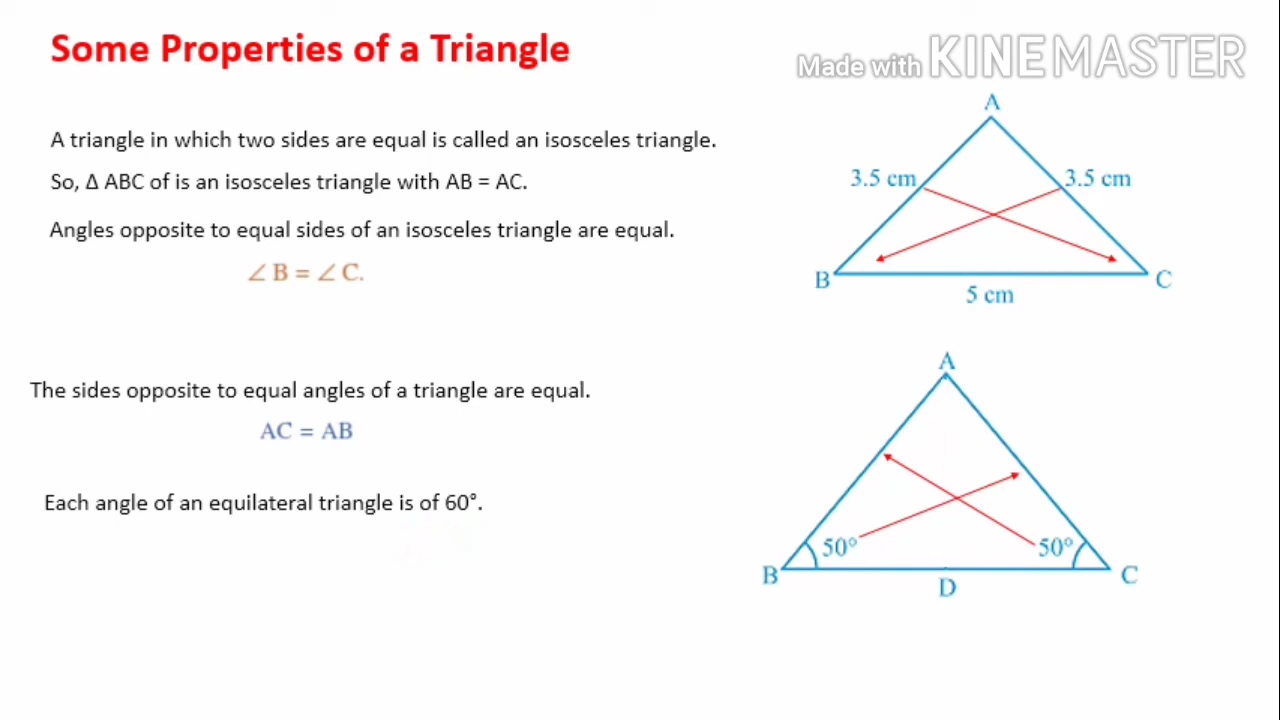 Some Properties of a Triangle
Made with KINEMASTER
A triangle in which two sides are equal is called an isosceles triangle.
So, Δ ABC of is an isosceles triangle with AB = AC.
Angles opposite to equal sides of an isosceles triangle are equal.
∠ B = ∠ C.
A
3.5 cm
3.5 cm
B
C
5 cm
The sides opposite to equal angles of a triangle are equal.
AC = AB
Each angle of an equilateral triangle is of 60°.
A
50°
50°
B
C
D